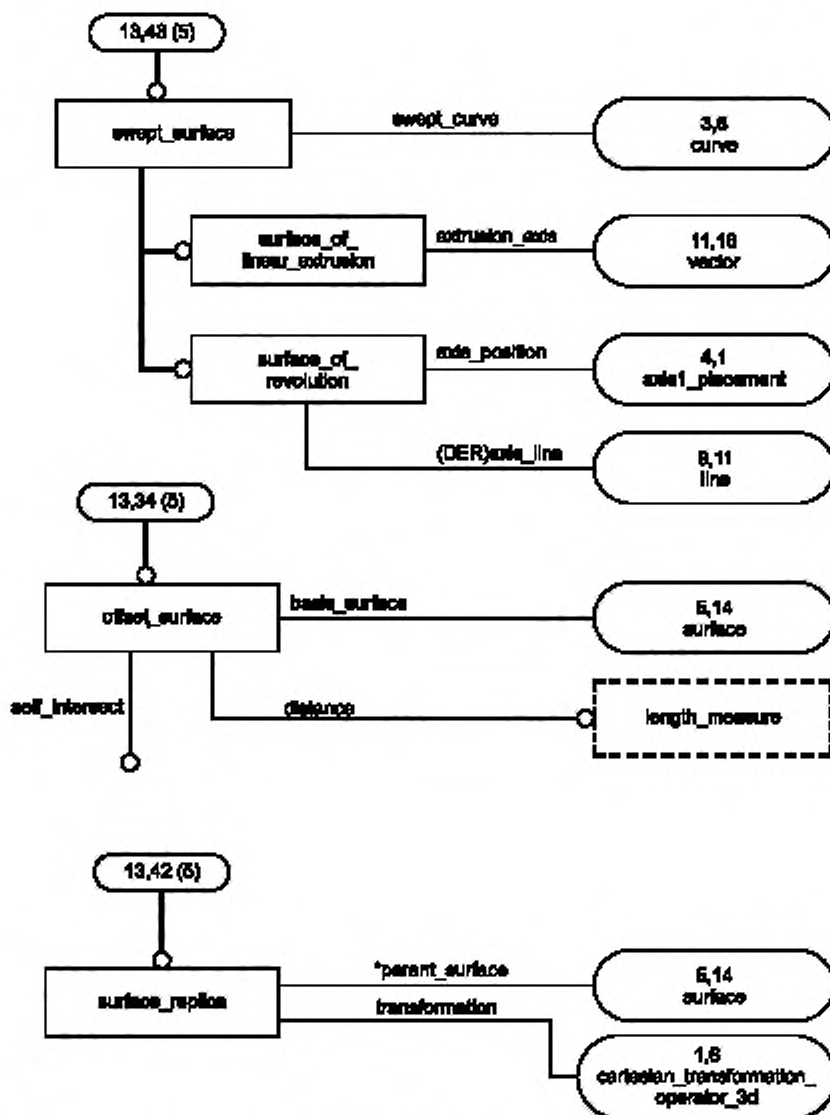 13,43 (5)
swept_surface
swept_curve
3,6
curve
surface_of_
linear_extrusion
extrusion_axis
11,16
vector
surface_of_
revolution
axis_position
4,1
axis1_placement
(DER)axis_line
9,11
line
13,34 (5)
offset_surface
basis_surface
5,14
surface
self_intersect
distance
length_measure
13,42 (5)
surface_replica
*parent_surface
5,14
surface
transformation
1,6
cartesian_transformation_
operator_3d